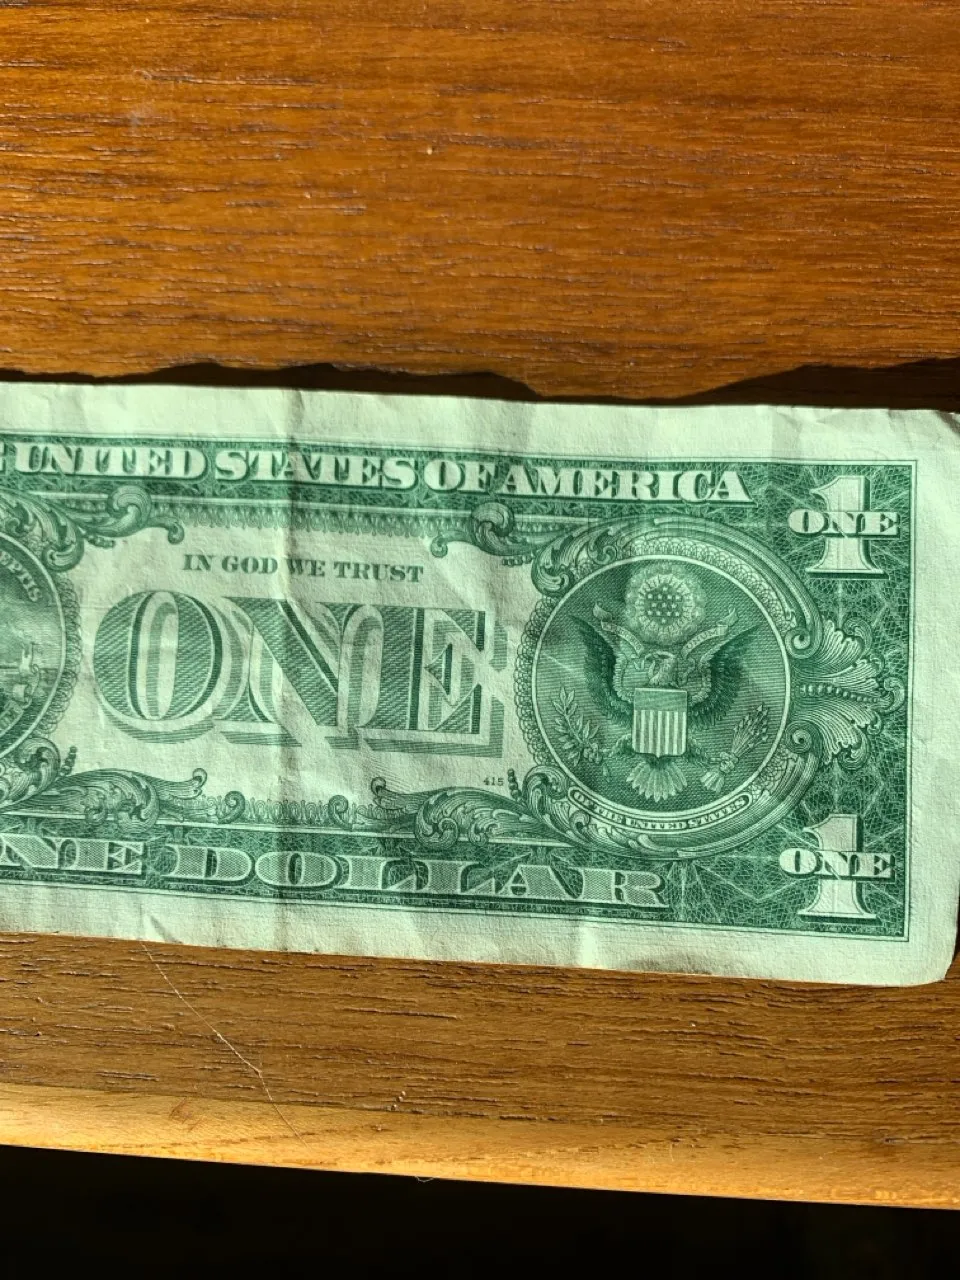 UNITED STATES OF AMERICA
1
ONE
IN GOD WE TRUST
ONE
415
OF THE UNITED STATES
NE DOLLAR
1
ONE